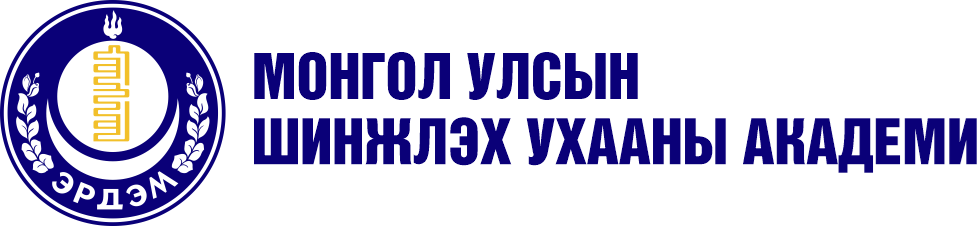 ЭРДЭМ
МОНГОЛ УЛСЫН
ШИНЖЛЭХ УХААНЫ АКАДЕМИ